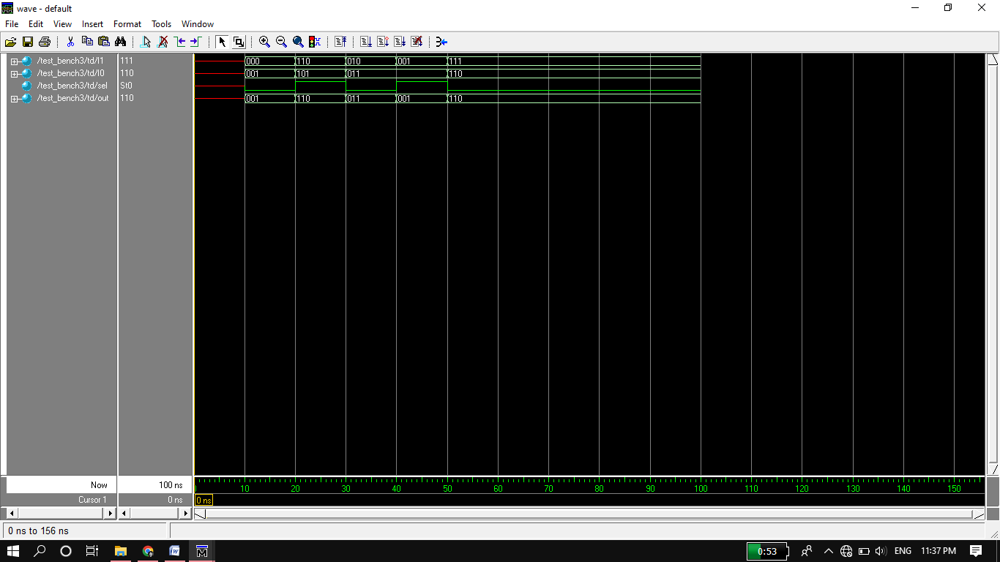 wave - default
File Edit View Insert Format Tools Window
/test_bench3/td/I1 111 000 110 010 001 111
/test_bench3/td/I0 110 001 101 011 110
/test_bench3/td/sel St0
/test_bench3/td/out 110 001 110 011 001 110
Now 100 ns 10 20 30 40 50 60 70 80 90 100 110 120 130 140 150
Cursor 1 0 ns 0 ns
0 ns to 156 ns
0:53 ENG 11:37 PM